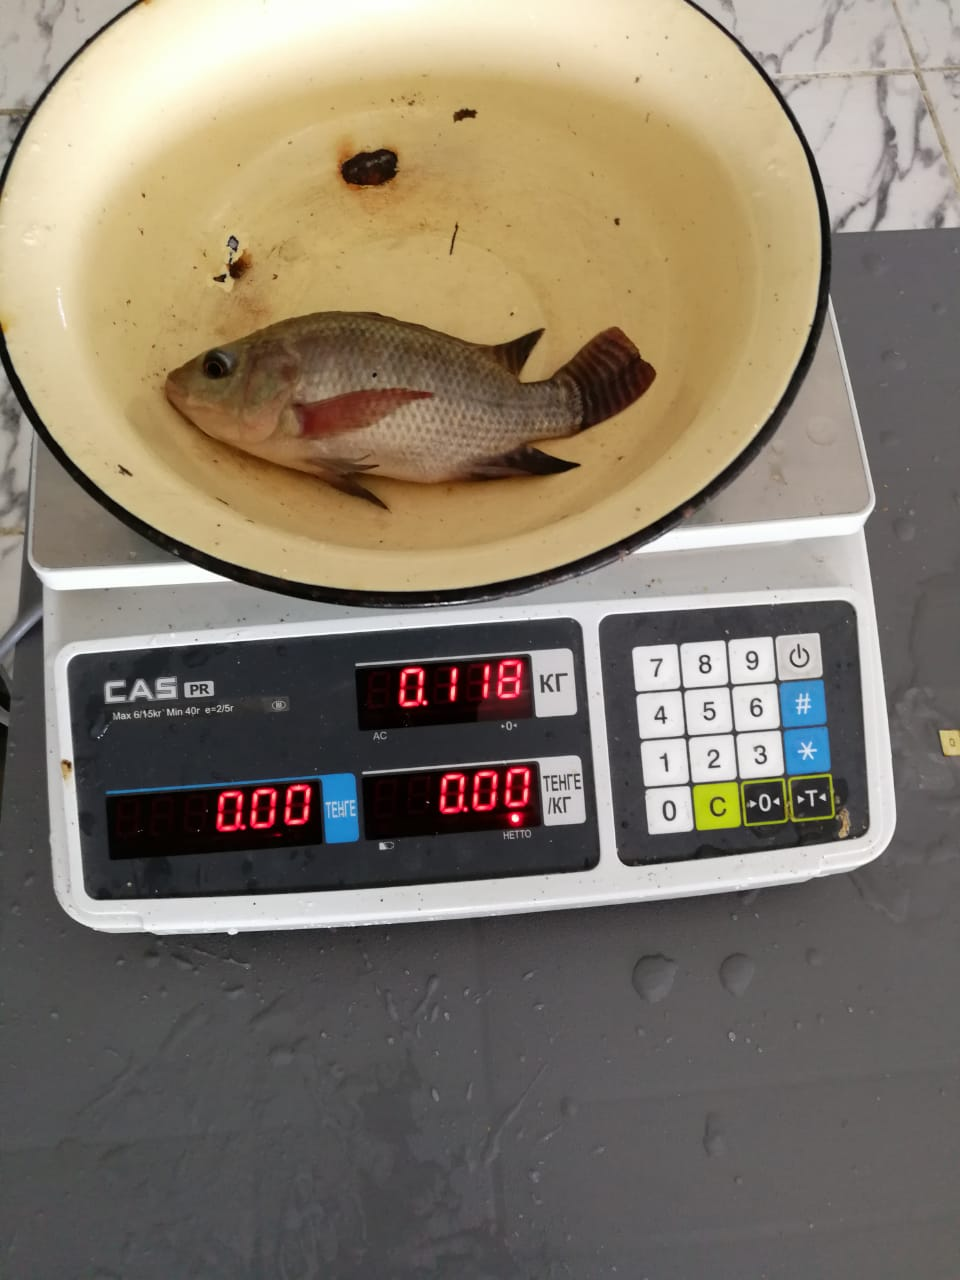 CAS PR
Max 6/15kг Min 40г e=2/5г
0.118 КГ
AC ▸0◂
0.00 ТЕНГЕ
0.00 ТЕНГЕ /КГ
НЕТТО
7 8 9
4 5 6 #
1 2 3 *
0 C ▸0◂ ▸T◂